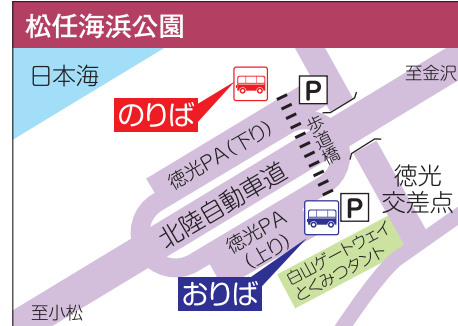 松任海浜公園
日本海
至金沢
P
のりば
歩道橋
徳光PA(下り)
北陸自動車道
徳光
交差点
P
徳光PA
(上り)
白山ゲートウェイ
とくみつタント
おりば
至小松